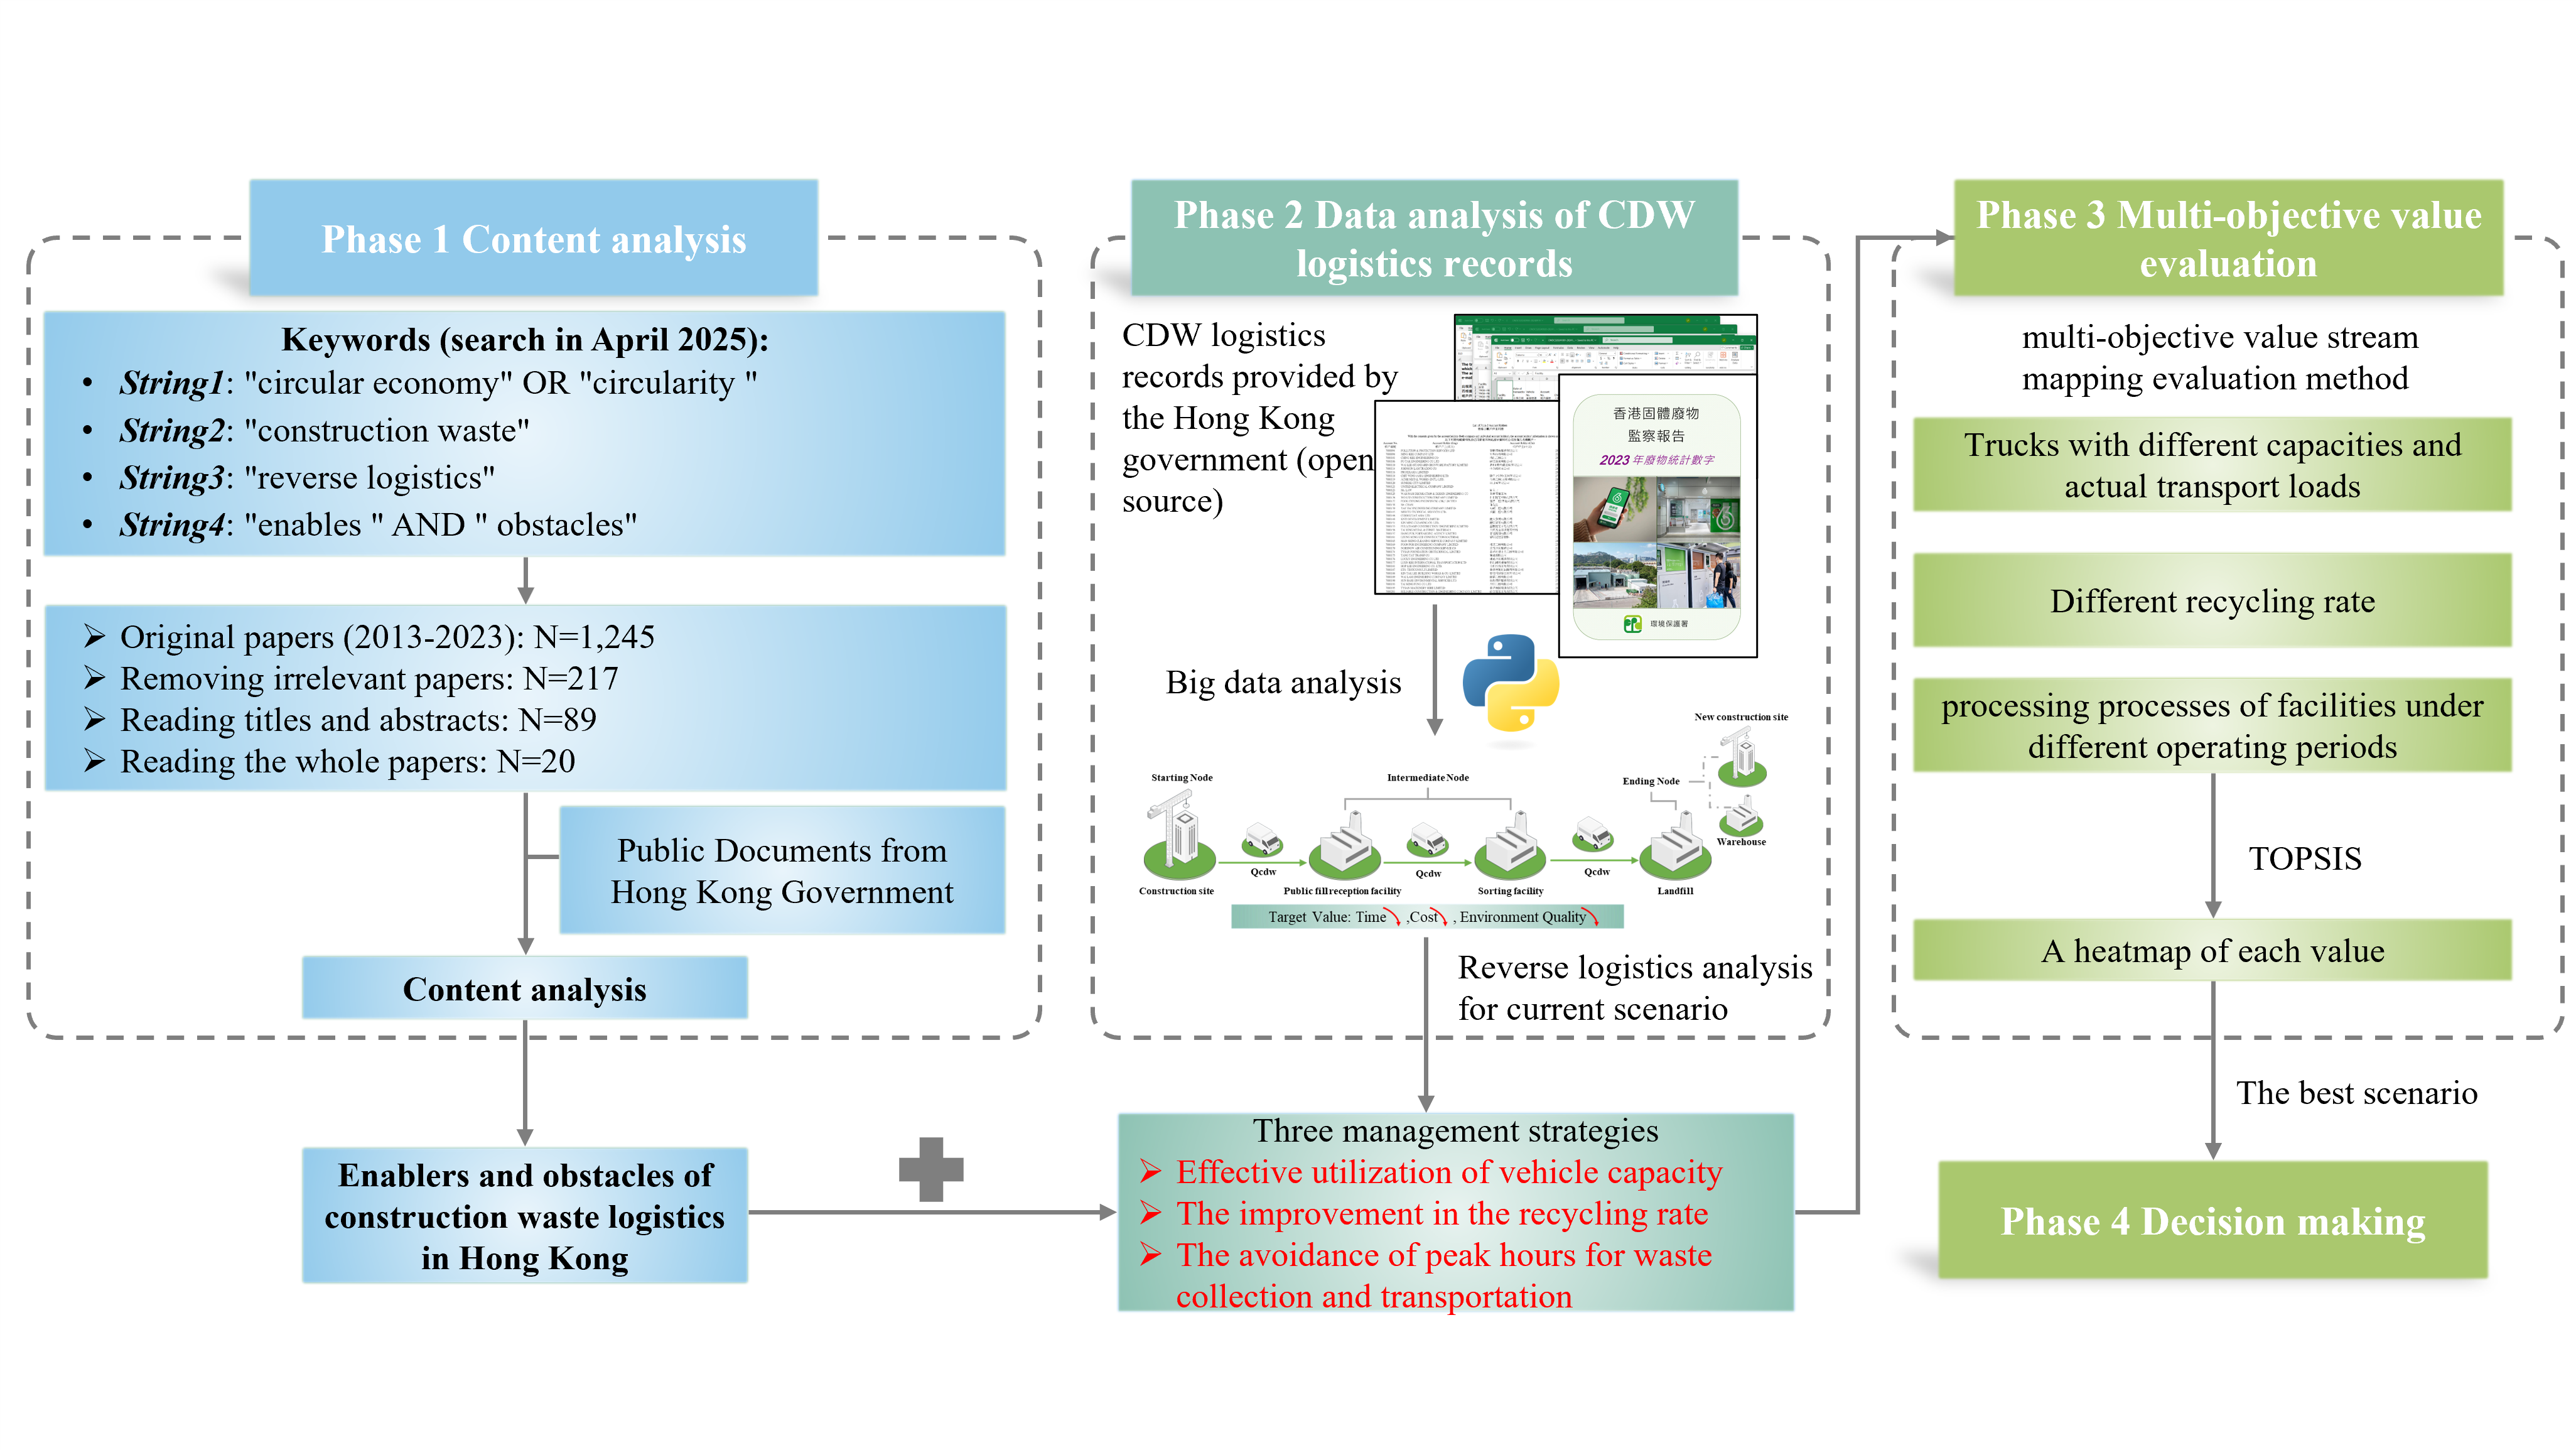 Phase 1 Content analysis
Keywords (search in April 2025):
• String1: "circular economy" OR "circularity "
• String2: "construction waste"
• String3: "reverse logistics"
• String4: "enables " AND " obstacles"
➢ Original papers (2013-2023): N=1,245
➢ Removing irrelevant papers: N=217
➢ Reading titles and abstracts: N=89
➢ Reading the whole papers: N=20
Public Documents from
Hong Kong Government
Content analysis
Enablers and obstacles of
construction waste logistics
in Hong Kong
Phase 2 Data analysis of CDW
logistics records
CDW logistics
records provided by
the Hong Kong
government (open
source)
香港固體廢物
監察報告
2023 年廢物統計數字
環境保護署
Big data analysis
New construction site
Starting Node
Intermediate Node
Ending Node
Warehouse
Qcdw
Qcdw
Qcdw
Construction site
Public fill reception facility
Sorting facility
Landfill
Target Value: Time ,Cost , Environment Quality
Reverse logistics analysis
for current scenario
Three management strategies
➢ Effective utilization of vehicle capacity
➢ The improvement in the recycling rate
➢ The avoidance of peak hours for waste
collection and transportation
Phase 3 Multi-objective value
evaluation
multi-objective value stream
mapping evaluation method
Trucks with different capacities and
actual transport loads
Different recycling rate
processing processes of facilities under
different operating periods
TOPSIS
A heatmap of each value
The best scenario
Phase 4 Decision making